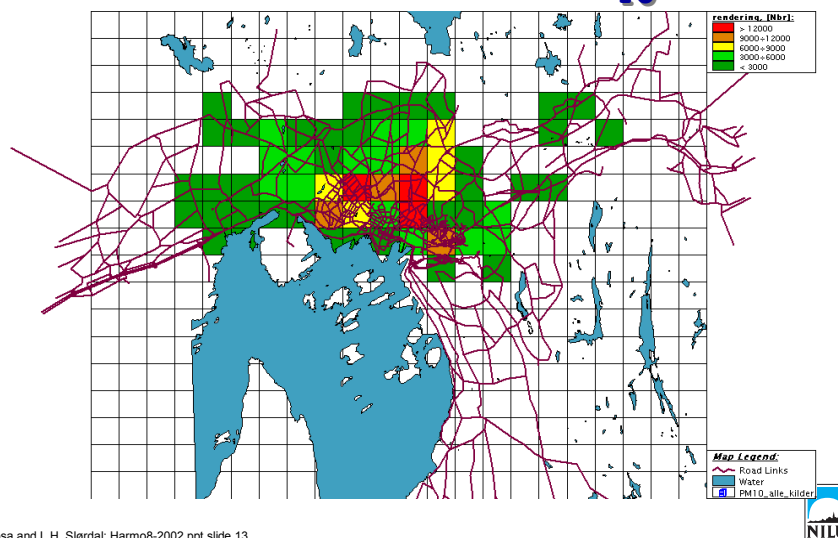 10
rendering, [Nbr]:
> 12000
9000÷12000
6000÷9000
3000÷6000
< 3000
Map Legend:
Road Links
Water
PM10_alle_kilder
sa and L.H. Slørdal: Harmo8-2002.ppt slide 13
NILU